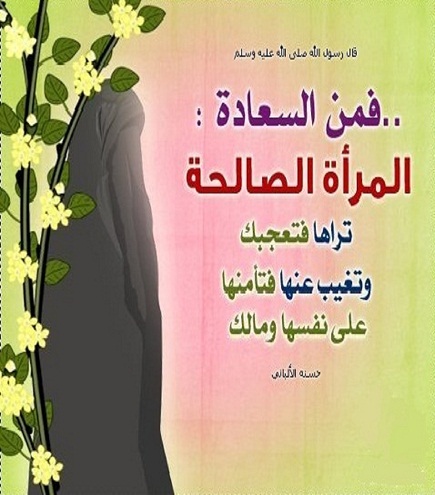 قال رسول الله صلى الله عليه وسلم
..فمن السعادة :
المرأة الصالحة
تراها فتعجبك
وتغيب عنها فتأمنها
على نفسها ومالك
حسنه الألباني